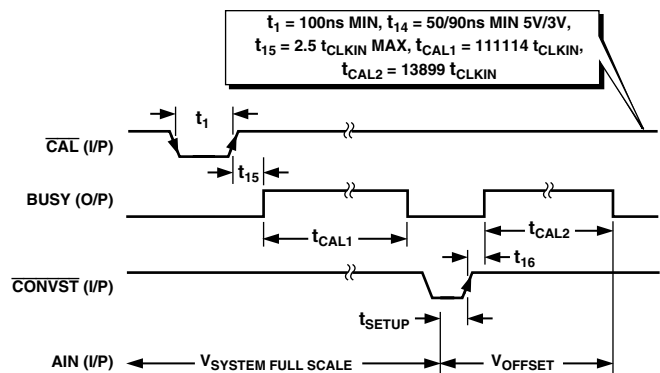 t1 = 100ns MIN, t14 = 50/90ns MIN 5V/3V,
t15 = 2.5 tCLKIN MAX, tCAL1 = 111114 tCLKIN,
tCAL2 = 13899 tCLKIN
t1
CAL (I/P)
t15
BUSY (O/P)
tCAL1
tCAL2
t16
CONVST (I/P)
tSETUP
AIN (I/P)
VSYSTEM FULL SCALE
VOFFSET